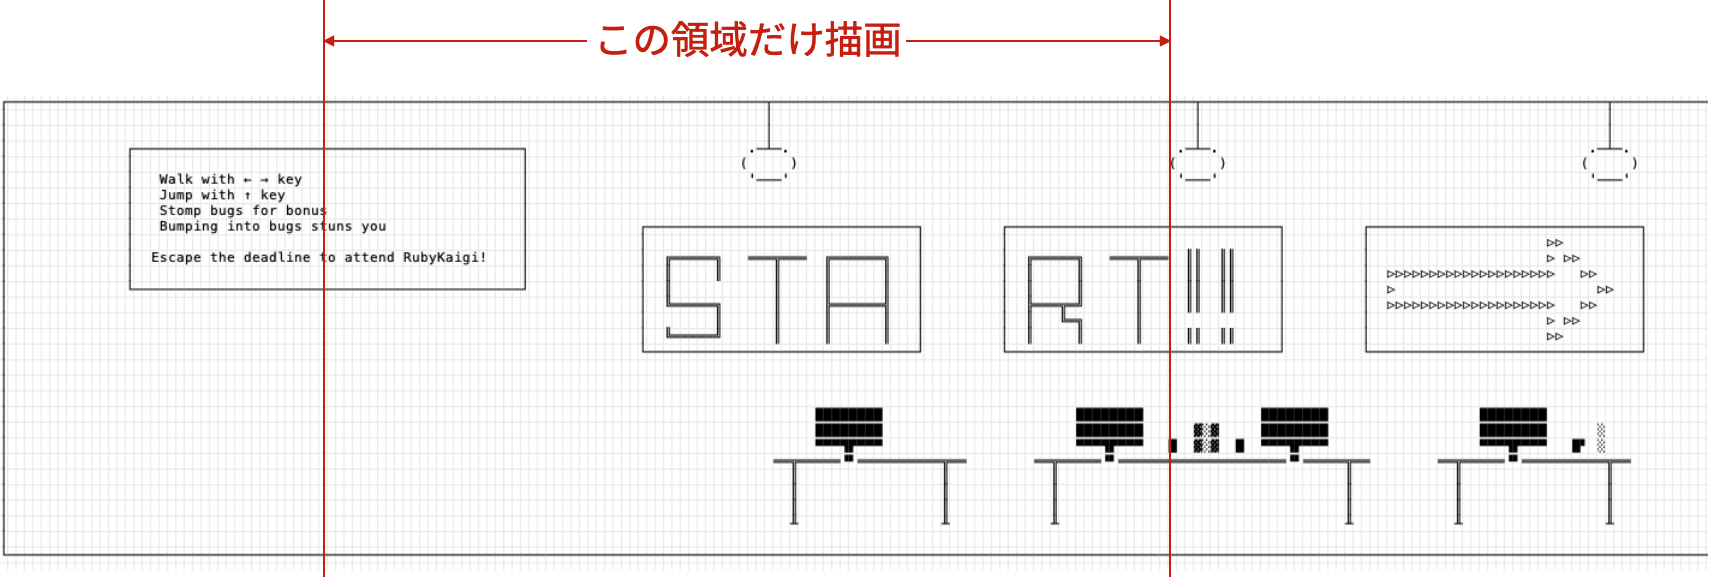 この領域だけ描画
Walk with ← → key
Jump with ↑ key
Stomp bugs for bonus
Bumping into bugs stuns you
Escape the deadline to attend RubyKaigi!
START!!